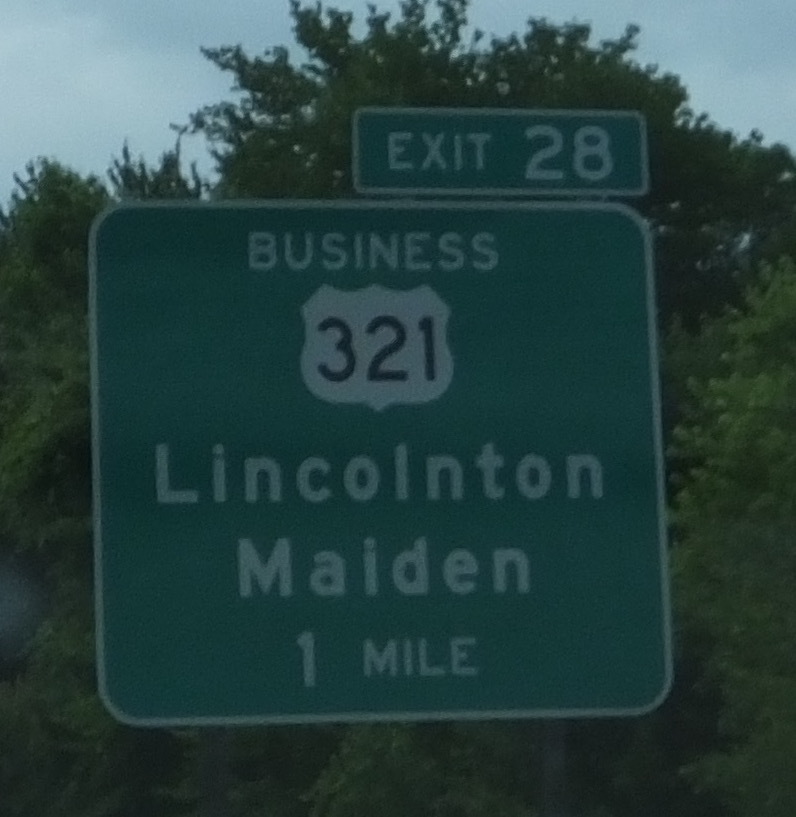 EXIT 28
BUSINESS
321
Lincolnton
Maiden
1 MILE